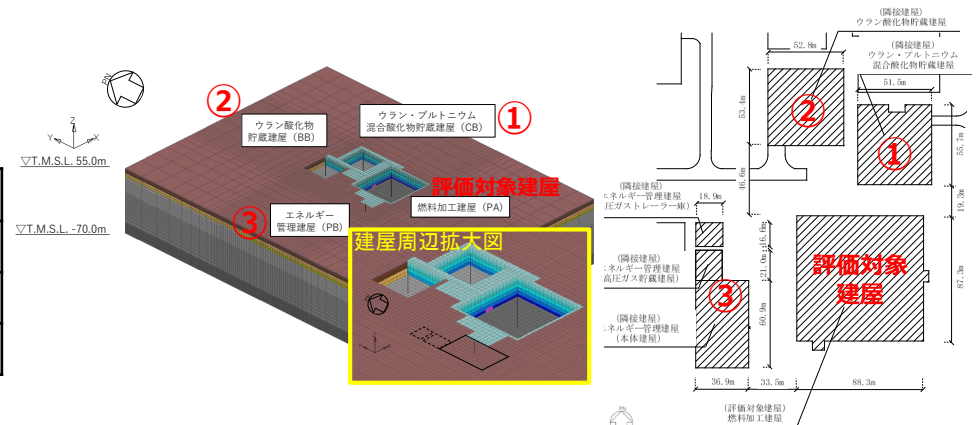 PN
②
ウラン・プルトニウム
混合酸化物貯蔵建屋（CB）
①
ウラン酸化物
貯蔵建屋（BB）
Z
Y
X
▽T.M.S.L. 55.0m
評価対象建屋
燃料加工建屋（PA）
③
エネルギー
管理建屋（PB）
▽T.M.S.L. -70.0m
建屋周辺拡大図
(隣接建屋)
ウラン酸化物貯蔵建屋
(隣接建屋)
ウラン・プルトニウム
混合酸化物貯蔵建屋
52.8m
51.5m
53.4m
②
①
55.7m
46.6m
19.3m
(隣接建屋)
エネルギー管理建屋
圧ガストレーラー庫)
18.9m
16.0m
(隣接建屋)
エネルギー管理建屋
高圧ガス貯蔵建屋)
21.0m
③
評価対象
建屋
87.3m
(隣接建屋)
エネルギー管理建屋
(本体建屋)
60.9m
36.9m
33.5m
88.3m
(評価対象建屋)
燃料加工建屋
PN